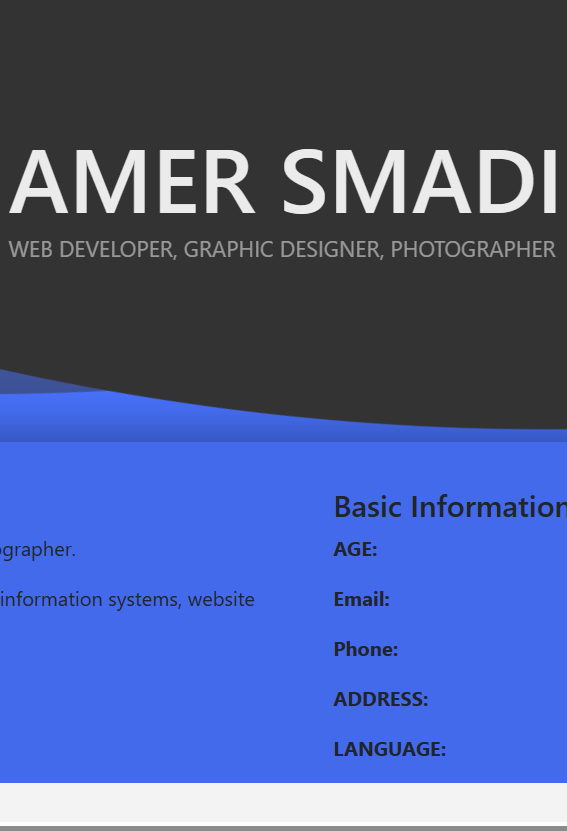 AMER SMADI
WEB DEVELOPER, GRAPHIC DESIGNER, PHOTOGRAPHER
ographer.
information systems, website
Basic Information
AGE:
Email:
Phone:
ADDRESS:
LANGUAGE: